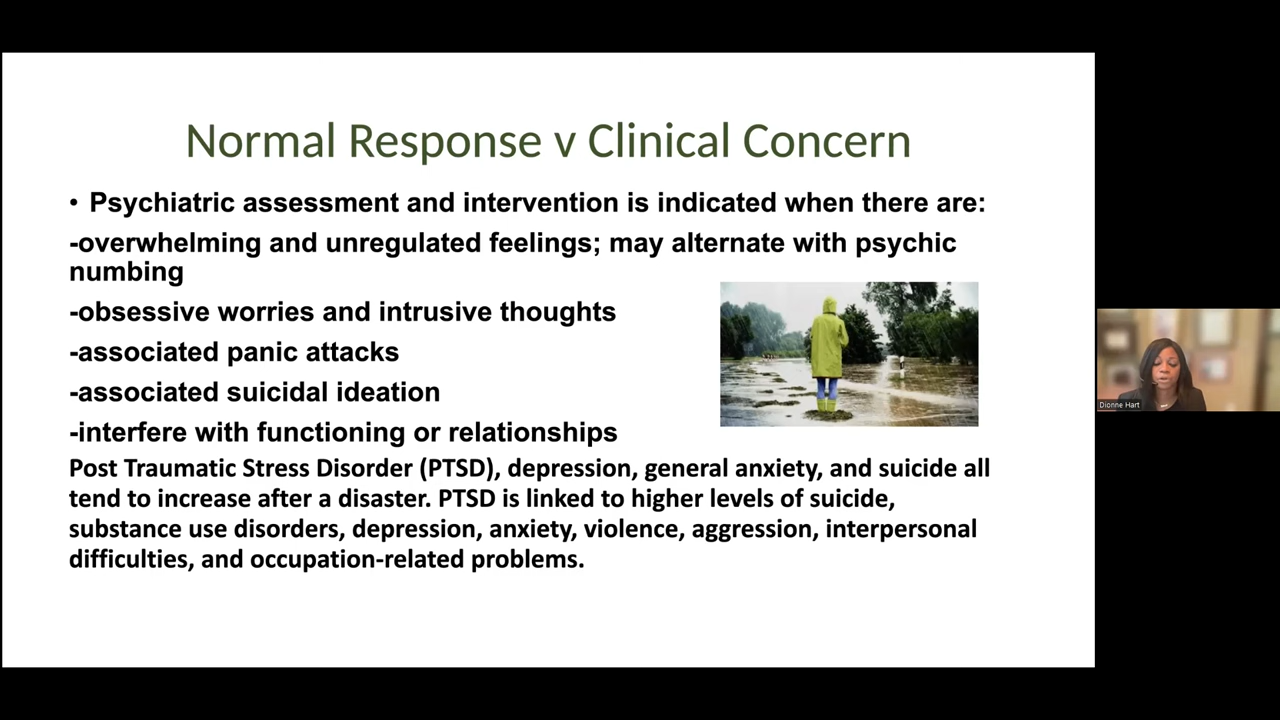 Normal Response v Clinical Concern
• Psychiatric assessment and intervention is indicated when there are:
-overwhelming and unregulated feelings; may alternate with psychic
numbing
-obsessive worries and intrusive thoughts
-associated panic attacks
-associated suicidal ideation
-interfere with functioning or relationships
Post Traumatic Stress Disorder (PTSD), depression, general anxiety, and suicide all
tend to increase after a disaster. PTSD is linked to higher levels of suicide,
substance use disorders, depression, anxiety, violence, aggression, interpersonal
difficulties, and occupation-related problems.
Dionne Hart